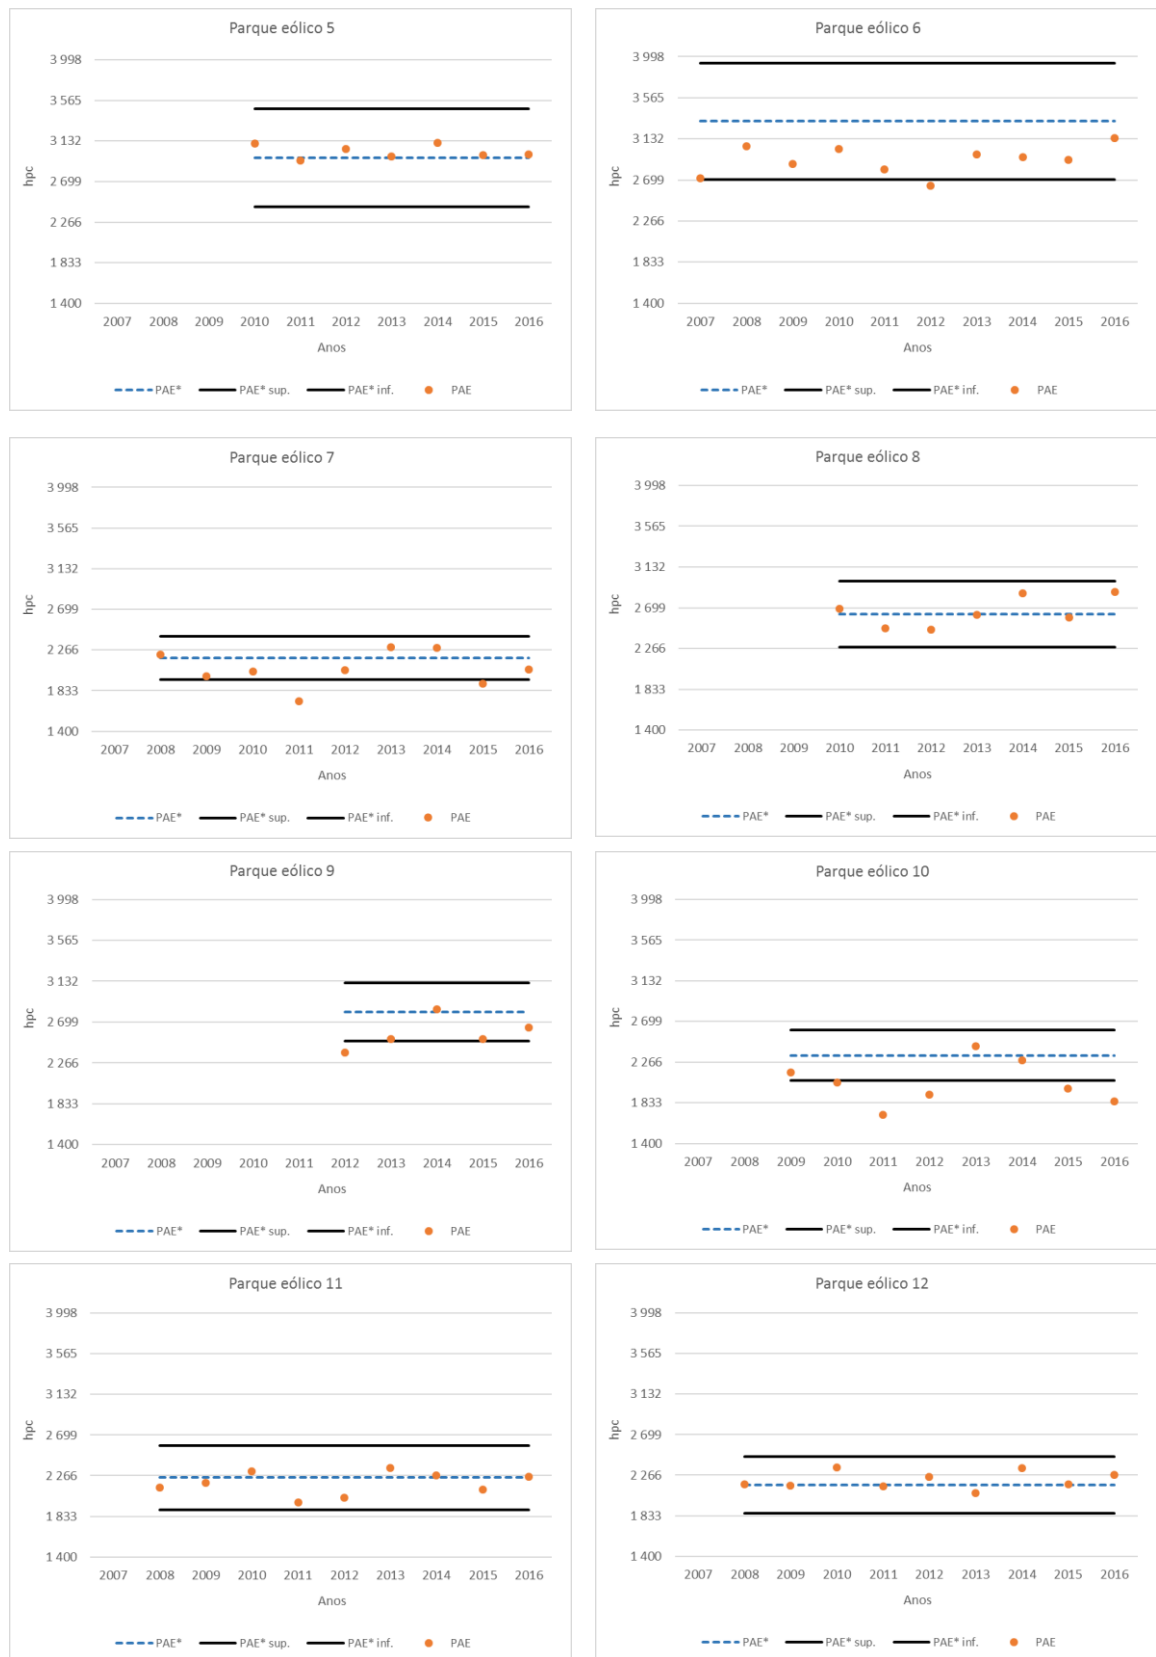 Parque eólico 5
3 998
3 565
3 132
2 699
2 266
1 833
1 400
hpc
2007 2008 2009 2010 2011 2012 2013 2014 2015 2016
Anos
PAE* PAE* sup. PAE* inf. PAE
Parque eólico 6
3 998
3 565
3 132
2 699
2 266
1 833
1 400
hpc
2007 2008 2009 2010 2011 2012 2013 2014 2015 2016
Anos
PAE* PAE* sup. PAE* inf. PAE
Parque eólico 7
3 998
3 565
3 132
2 699
2 266
1 833
1 400
hpc
2007 2008 2009 2010 2011 2012 2013 2014 2015 2016
Anos
PAE* PAE* sup. PAE* inf. PAE
Parque eólico 8
3 998
3 565
3 132
2 699
2 266
1 833
1 400
hpc
2007 2008 2009 2010 2011 2012 2013 2014 2015 2016
Anos
PAE* PAE* sup. PAE* inf. PAE
Parque eólico 9
3 998
3 565
3 132
2 699
2 266
1 833
1 400
hpc
2007 2008 2009 2010 2011 2012 2013 2014 2015 2016
Anos
PAE* PAE* sup. PAE* inf. PAE
Parque eólico 10
3 998
3 565
3 132
2 699
2 266
1 833
1 400
hpc
2007 2008 2009 2010 2011 2012 2013 2014 2015 2016
Anos
PAE* PAE* sup. PAE* inf. PAE
Parque eólico 11
3 998
3 565
3 132
2 699
2 266
1 833
1 400
hpc
2007 2008 2009 2010 2011 2012 2013 2014 2015 2016
Anos
PAE* PAE* sup. PAE* inf. PAE
Parque eólico 12
3 998
3 565
3 132
2 699
2 266
1 833
1 400
hpc
2007 2008 2009 2010 2011 2012 2013 2014 2015 2016
Anos
PAE* PAE* sup. PAE* inf. PAE